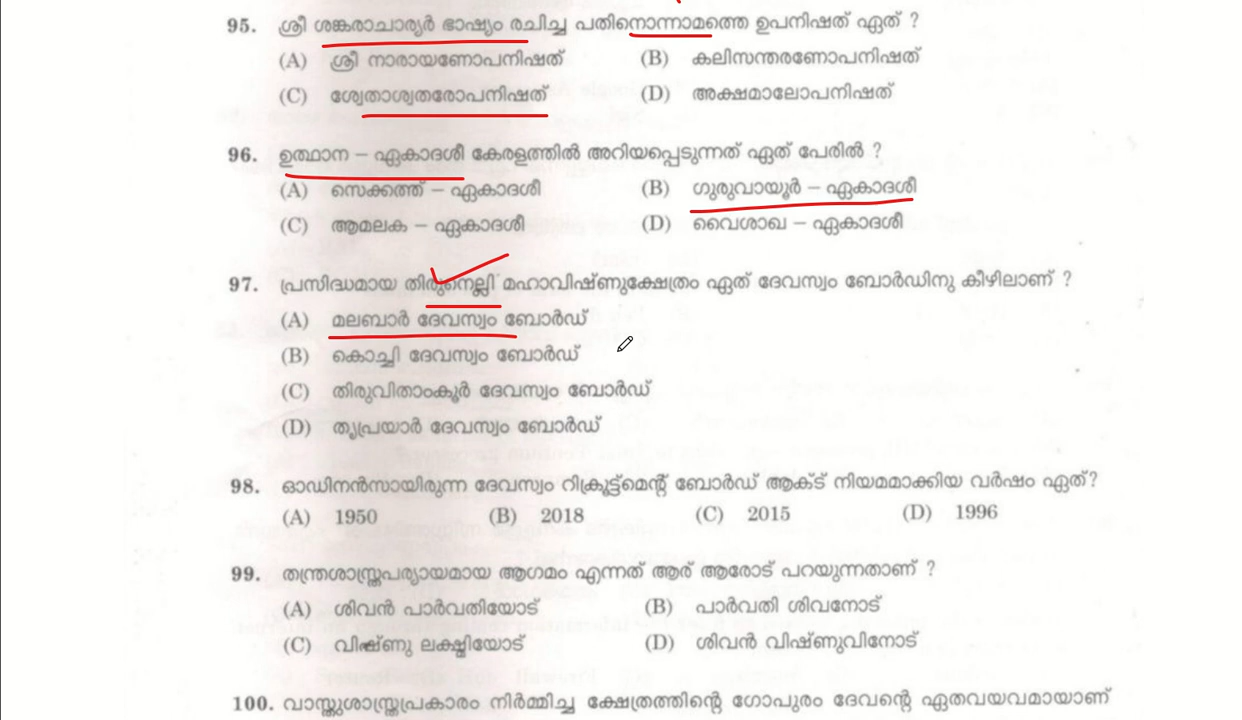 95. ശ്രീ ശങ്കരാചാര്യർ ഭാഷ്യം രചിച്ച പതിനൊന്നാമത്തെ ഉപനിഷത് ഏത് ?
(A) ശ്രീ നാരായണോപനിഷത് (B) കലിസന്തരണോപനിഷത്
(C) ശ്വേതാശ്വതരോപനിഷത് (D) അക്ഷമാലോപനിഷത്
96. ഉത്ഥാന – ഏകാദശീ കേരളത്തിൽ അറിയപ്പെടുന്നത് ഏത് പേരിൽ ?
(A) സെക്കത്ത് – ഏകാദശീ (B) ഗുരുവായൂർ – ഏകാദശീ
(C) ആമലക – ഏകാദശീ (D) വൈശാഖ – ഏകാദശീ
97. പ്രസിദ്ധമായ തിരുനെല്ലി മഹാവിഷ്ണുക്ഷേത്രം ഏത് ദേവസ്വം ബോർഡിനു കീഴിലാണ് ?
(A) മലബാർ ദേവസ്വം ബോർഡ്
(B) കൊച്ചി ദേവസ്വം ബോർഡ്
(C) തിരുവിതാംകൂർ ദേവസ്വം ബോർഡ്
(D) തൃപ്രയാർ ദേവസ്വം ബോർഡ്
98. ഓഡിനൻസായിരുന്ന ദേവസ്വം റിക്രൂട്ട്മെന്റ് ബോർഡ് ആക്ട് നിയമമാക്കിയ വർഷം ഏത്?
(A) 1950 (B) 2018 (C) 2015 (D) 1996
99. തന്ത്രശാസ്ത്രപര്യായമായ ആഗമം എന്നത് ആര് ആരോട് പറയുന്നതാണ് ?
(A) ശിവൻ പാർവതിയോട് (B) പാർവതി ശിവനോട്
(C) വിഷ്ണു ലക്ഷ്മിയോട് (D) ശിവൻ വിഷ്ണുവിനോട്
100. വാസ്തുശാസ്ത്രപ്രകാരം നിർമ്മിച്ച ക്ഷേത്രത്തിന്റെ ഗോപുരം ദേവന്റെ ഏതവയവമായാണ്